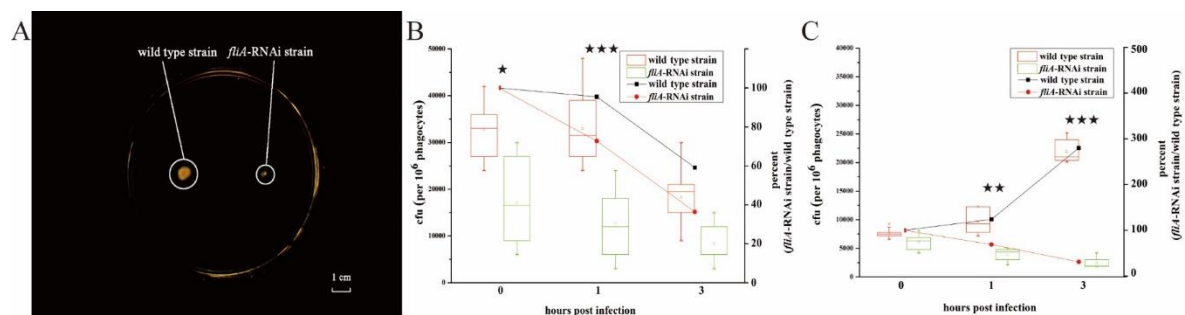 A
wild type strain fliA-RNAi strain
1 cm
B
50000
40000
30000
20000
10000
0
cfu (per 10⁶ phagocytes)
★
★★★
wild type strain
fliA-RNAi strain
wild type strain
fliA-RNAi strain
100
80
60
40
20
0
percent
(fliA-RNAi strain/wild type strain)
0 1 3
hours post infection
C
40000
35000
30000
25000
20000
15000
10000
5000
0
cfu (per 10⁶ phagocytes)
wild type strain
fliA-RNAi strain
wild type strain
fliA-RNAi strain
★★
★★★
500
400
300
200
100
0
percent
(fliA-RNAi strain/wild type strain)
0 1 3
hours post infection